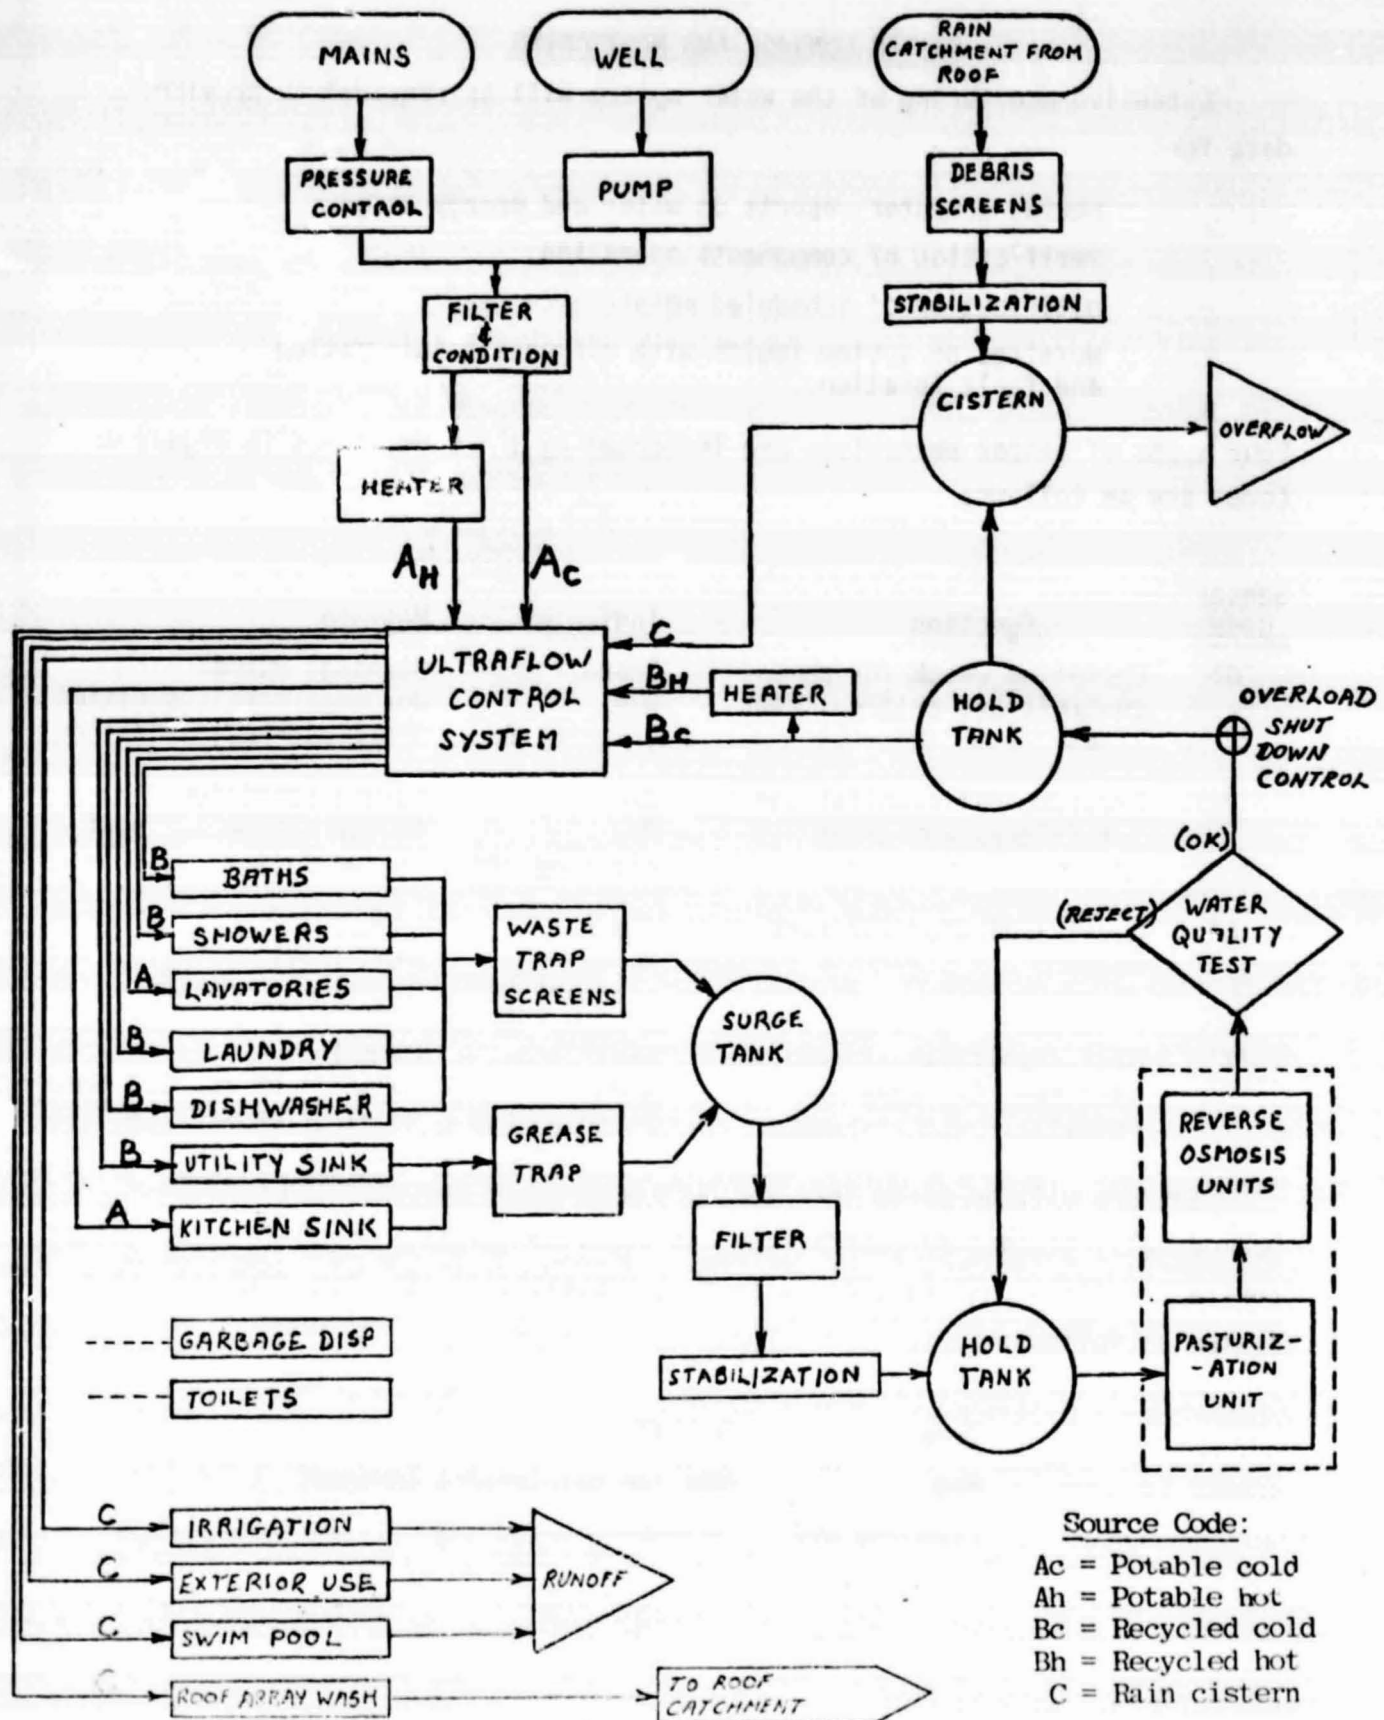 MAINS
WELL
RAIN
CATCHMENT FROM
ROOF
PRESSURE
CONTROL
PUMP
DEBRIS
SCREENS
FILTER
&
CONDITION
STABILIZATION
CISTERN
OVERFLOW
HEATER
AH
AC
ULTRAFLOW
CONTROL
SYSTEM
C
BH
HEATER
BC
HOLD
TANK
OVERLOAD
SHUT
DOWN
CONTROL
(OK)
(REJECT)
WATER
QUALITY
TEST
B
BATHS
B
SHOWERS
A
LAVATORIES
B
LAUNDRY
B
DISHWASHER
B
UTILITY SINK
A
KITCHEN SINK
WASTE
TRAP
SCREENS
GREASE
TRAP
SURGE
TANK
FILTER
REVERSE
OSMOSIS
UNITS
STABILIZATION
HOLD
TANK
PASTURIZ-
-ATION
UNIT
GARBAGE DISP
TOILETS
C
IRRIGATION
C
EXTERIOR USE
C
SWIM POOL
C
ROOF ARRAY WASH
RUNOFF
TO ROOF
CATCHMENT
Source Code:
Ac = Potable cold
Ah = Potable hot
Bc = Recycled cold
Bh = Recycled hot
C = Rain cistern